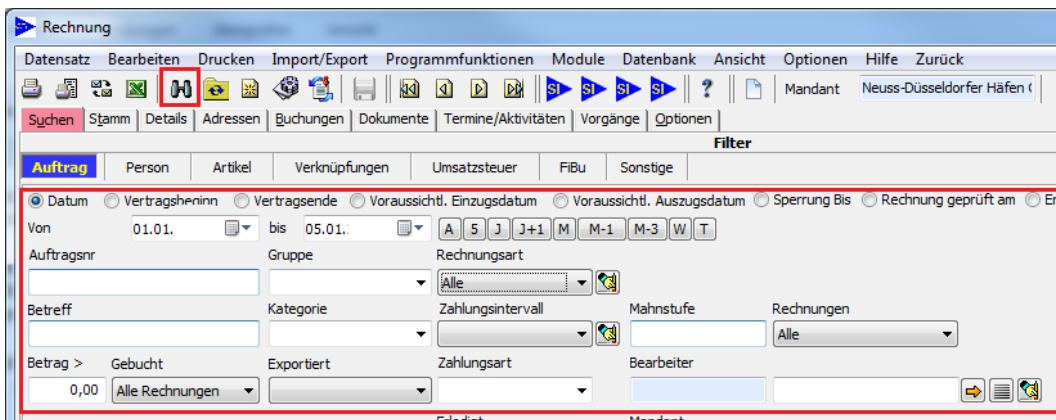 Rechnung
Datensatz Bearbeiten Drucken Import/Export Programmfunktionen Module Datenbank Ansicht Optionen Hilfe Zurück
SI SI SI SI ? Mandant Neuss-Düsseldorfer Häfen (
Suchen Stamm Details Adressen Buchungen Dokumente Termine/Aktivitäten Vorgänge Optionen
Filter
Auftrag Person Artikel Verknüpfungen Umsatzsteuer FiBu Sonstige
Datum Vertragsbeginn Vertragsende Voraussichtl. Einzugsdatum Voraussichtl. Auszugsdatum Sperrung Bis Rechnung geprüft am
Von 01.01. bis 05.01. A 5 J J+1 M M-1 M-3 W T
Auftragsnr Gruppe Rechnungsart
Alle
Betreff Kategorie Zahlungsintervall Mahnstufe Rechnungen
Alle
Betrag > Gebucht Exportiert Zahlungsart Bearbeiter
0,00 Alle Rechnungen